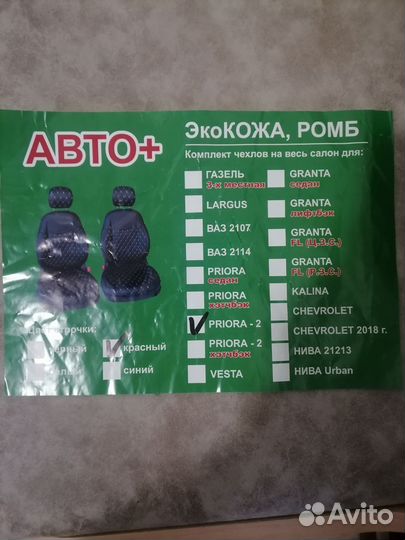 АВТО+
ЭкоКОЖА, РОМБ
Комплект чехлов на весь салон для:
ГАЗЕЛЬ
3-х местная
LARGUS
ВАЗ 2107
ВАЗ 2114
PRIORA
седан
PRIORA
хэтчбэк
PRIORA - 2
PRIORA - 2
хэтчбэк
VESTA
GRANTA
седан
GRANTA
лифтбэк
GRANTA
FL (Ц.З.С.)
GRANTA
FL (Р.З.С.)
KALINA
CHEVROLET
CHEVROLET 2018 г.
НИВА 21213
НИВА Urban
строчки:
красный
синий
Avito